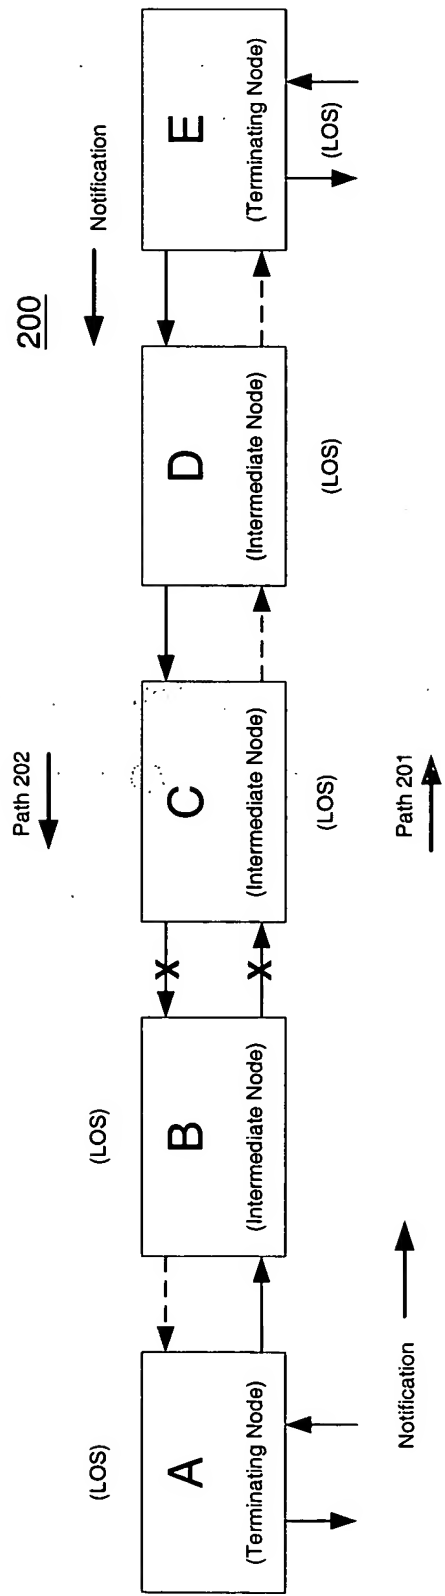 200
Path 202
Notification
(LOS)
(LOS)
A
(Terminating Node)
B
(Intermediate Node)
X
X
C
(Intermediate Node)
D
(Intermediate Node)
E
(Terminating Node)
(LOS)
(LOS)
(LOS)
Notification
Path 201